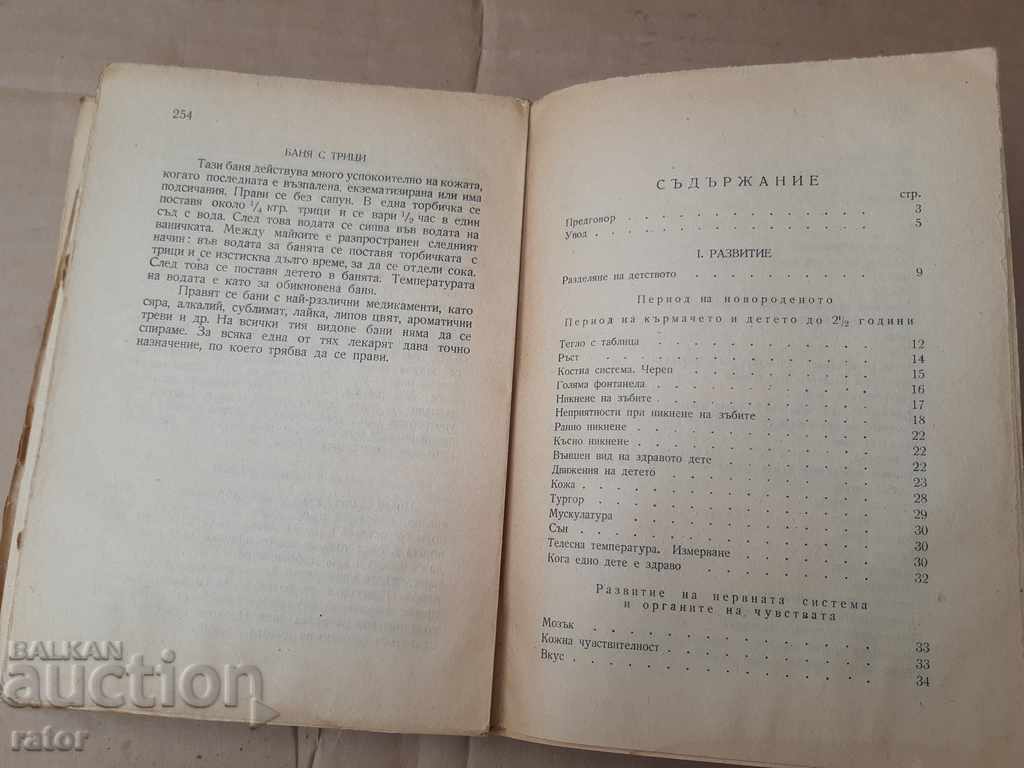 254
БАНЯ С ТРИЦИ
Тази баня действува много успокоително на кожата,
когато последната е възпалена, екзематизирана или има
подсичания. Прави се без сапун. В една торбичка се
поставя около ¼ кгр. трици и се вари ½ час в един
съд с вода. След това водата се сипва във водата на
ваничката. Между майките е разпространен следният
начин: във водата за банята се поставя торбичката с
трици и се изстисква дълго време, за да се отдели сока.
След това се поставя детето в банята. Температурата
на водата е като за обикновена баня.
Правят се бани с най-рззлични медикаменти, като
сяра, алкалий, сублимат, лайка, липов цвят, ароматични
треви и др. На всички тия видове бани няма да се
спираме. За всяка една от тях лекарят дава точно
назначение, по което трябва да се прави.
СЪДЪРЖАНИЕ
стр.
Предговор . . . . . . . . . . . 3
Увод . . . . . . . . . . . . 5
I. РАЗВИТИЕ
Разделяне на детството . . . . . . . . 9
Период на новороденото
Период на кърмачето и детето до 2½ години
Тегло с таблица . . . . . . . . . 12
Ръст . . . . . . . . . . . . 14
Костна система. Череп . . . . . . . . 15
Голяма фонтанела . . . . . . . . . 16
Никнене на зъбите . . . . . . . . . 17
Неприятности при никнене на зъбите . . . . . 18
Ранно никнене . . . . . . . . . . 22
Късно никнене . . . . . . . . . . 22
Външен вид на здравото дете . . . . . . 22
Движения на детето . . . . . . . . . 23
Кожа . . . . . . . . . . . . 28
Тургор . . . . . . . . . . . . 29
Мускулатура . . . . . . . . . . 30
Сън . . . . . . . . . . . . 30
Телесна температура. Измерване . . . . . . 30
Кога едно дете е здраво . . . . . . . . 32
Развитие на нервната система
и органите на чувствата
Мозък . . . . . . . . . . . . 33
Кожна чувствителност . . . . . . . . 33
Вкус . . . . . . . . . . . . 34
BALKAN
auction
rator